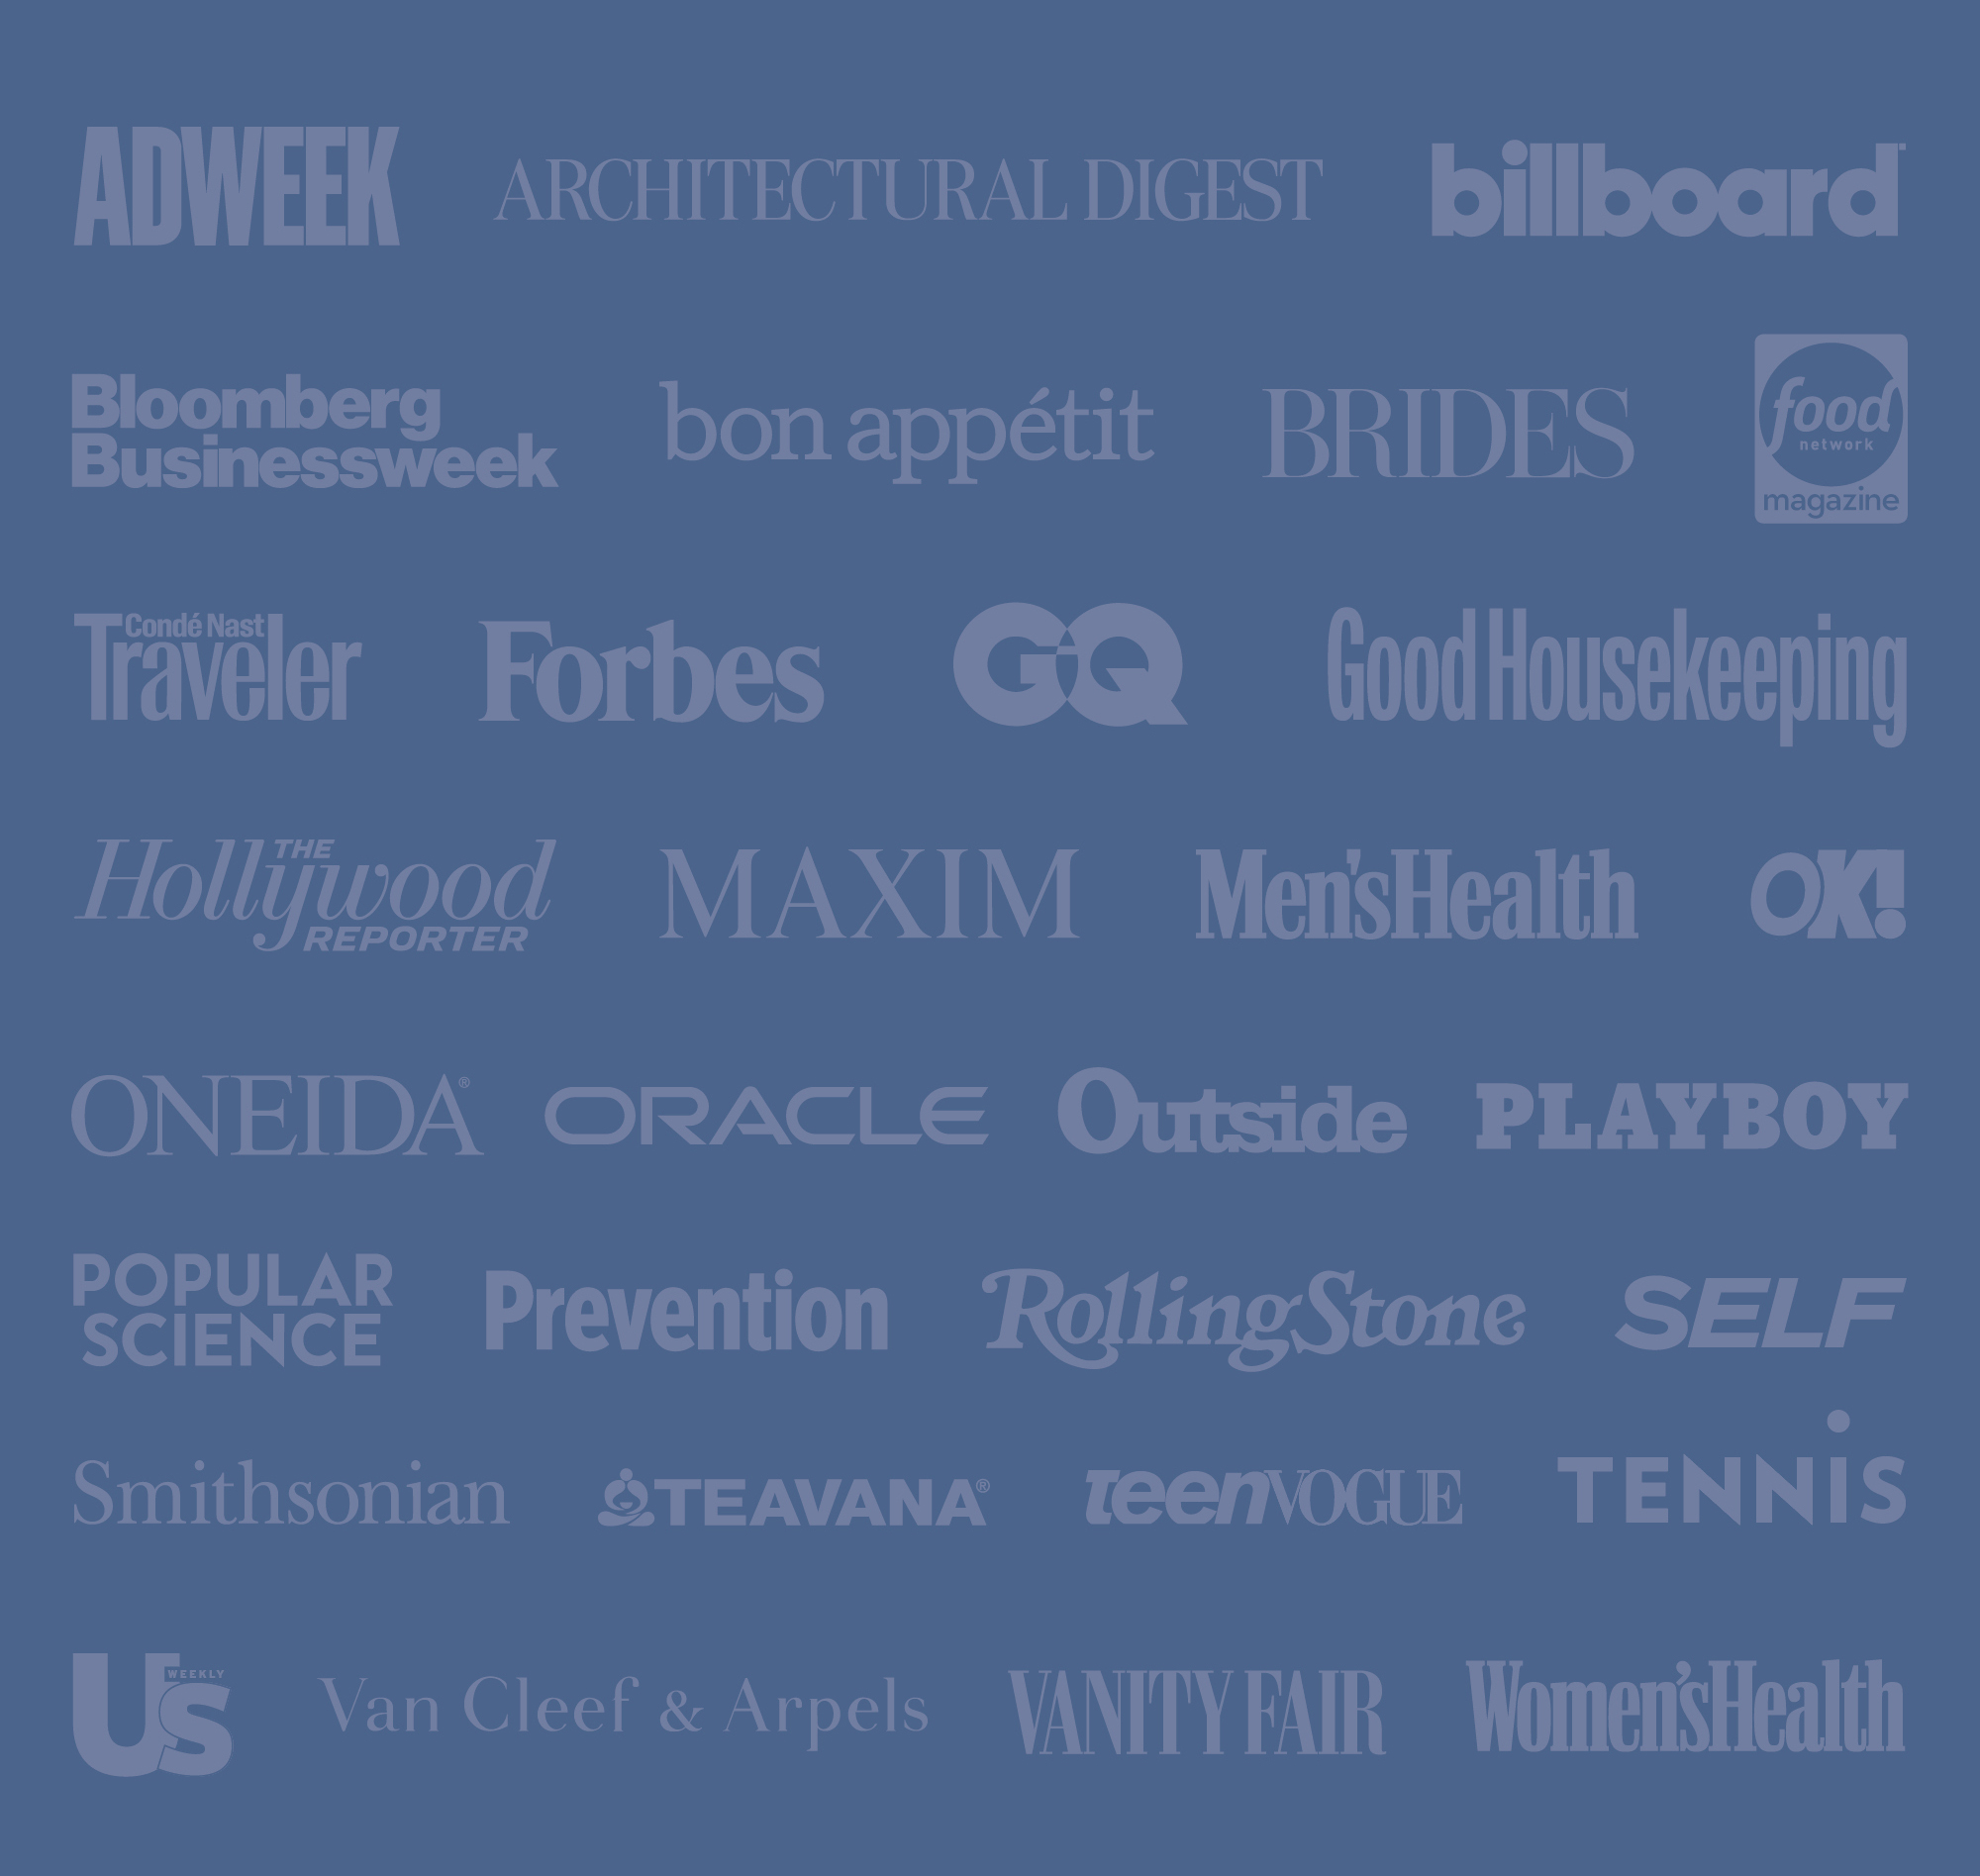 ADWEEK
ARCHITECTURAL DIGEST
billboard
Bloomberg
Businessweek
bon appétit
BRIDES
food
network
magazine
Condé Nast
Traveler
Forbes
GQ
Good Housekeeping
THE
Hollywood
REPORTER
MAXIM
Men'sHealth
OK!
ONEIDA®
ORACLE
Outside
PLAYBOY
POPULAR
SCIENCE
Prevention
RollingStone
SELF
Smithsonian
TEAVANA®
teenVOGUE
TENNiS
Us
WEEKLY
Van Cleef & Arpels
VANITY FAIR
Women'sHealth